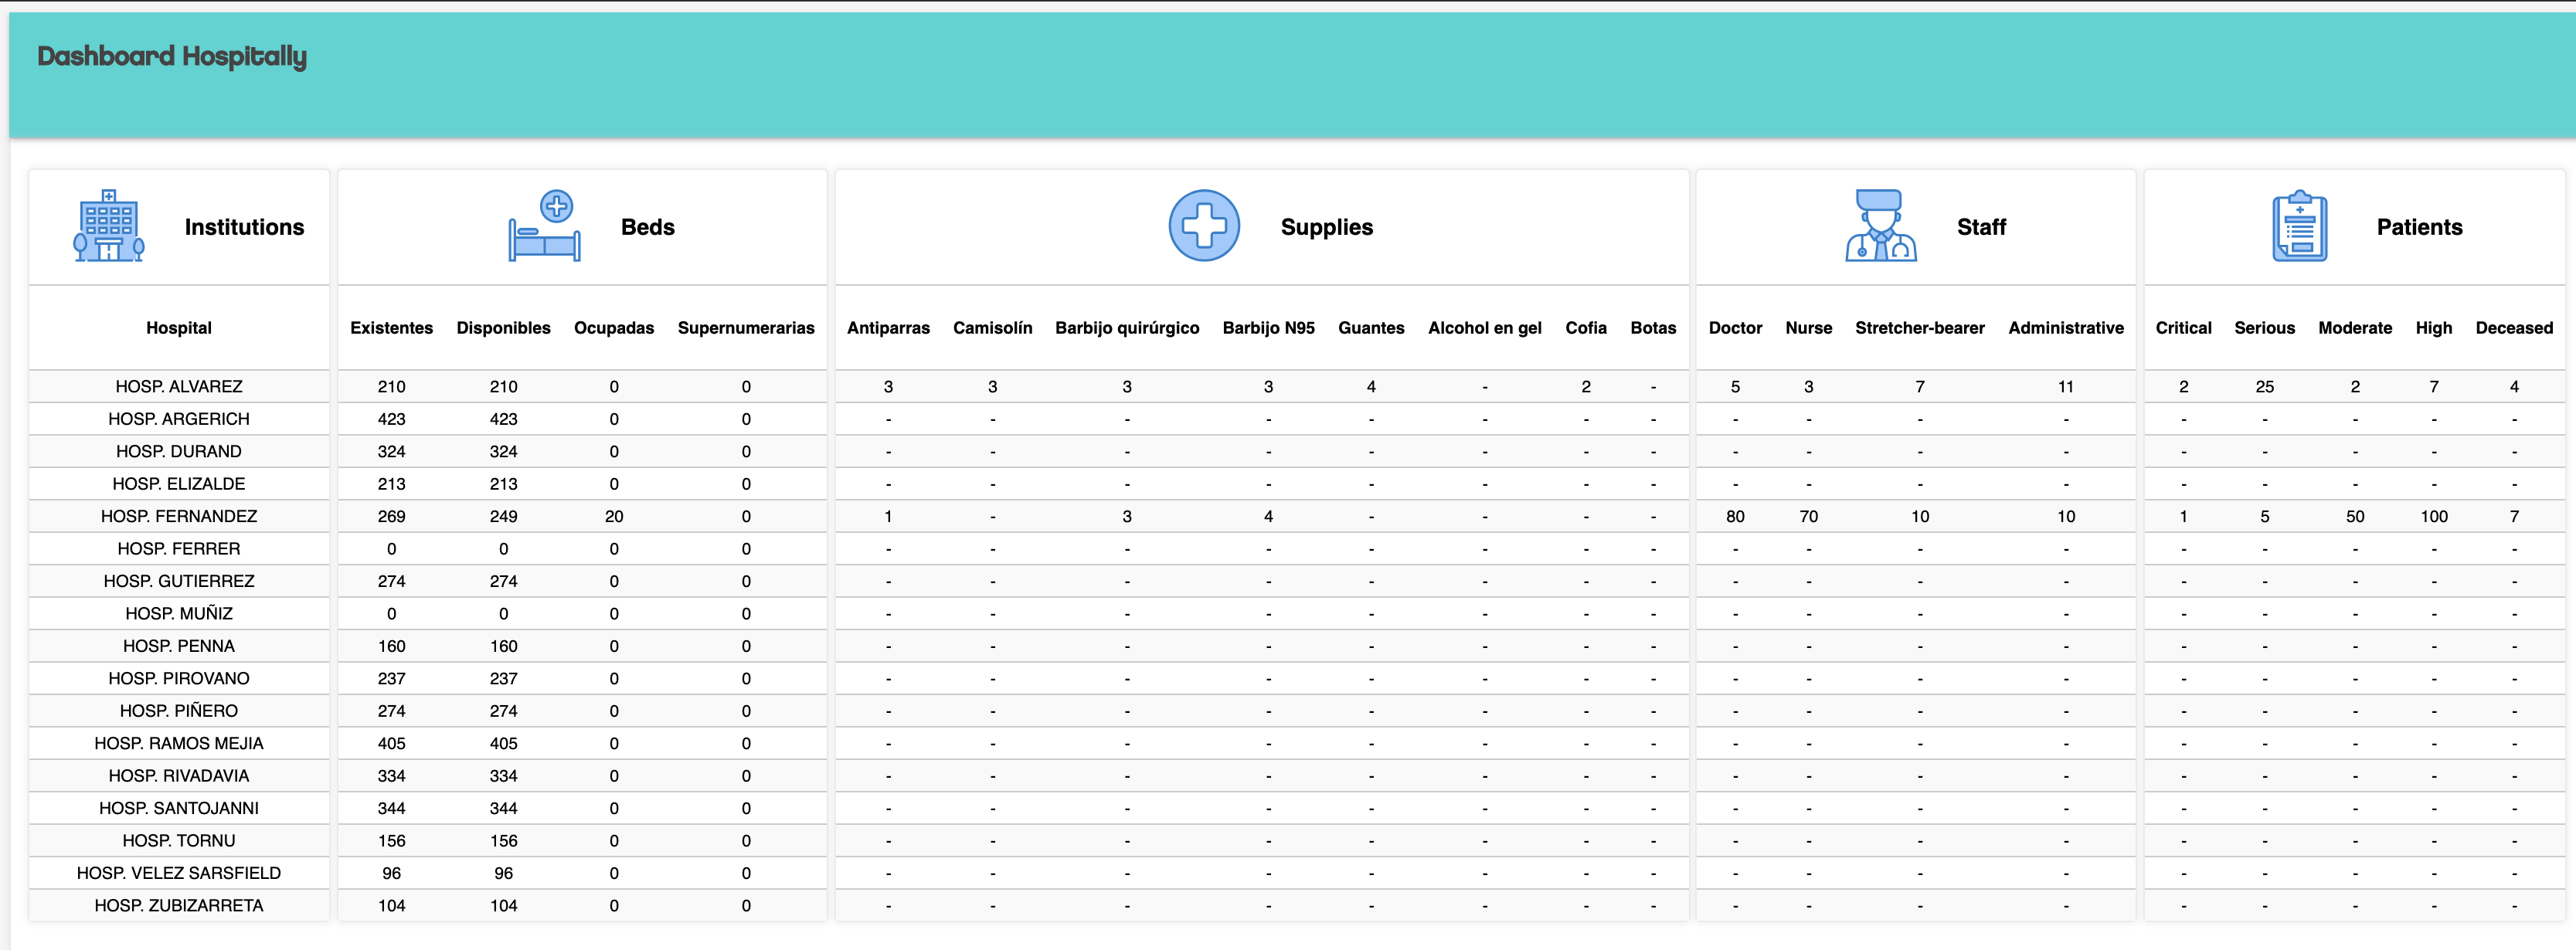 Dashboard Hospitally
Institutions Beds Supplies Staff Patients
Hospital Existentes Disponibles Ocupadas Supernumerarias Antiparras Camisolín Barbijo quirúrgico Barbijo N95 Guantes Alcohol en gel Cofia Botas Doctor Nurse Stretcher-bearer Administrative Critical Serious Moderate High Deceased
HOSP. ALVAREZ 210 210 0 0 3 3 3 3 4 - 2 - 5 3 7 11 2 25 2 7 4
HOSP. ARGERICH 423 423 0 0 - - - - - - - - - - - - - - - - -
HOSP. DURAND 324 324 0 0 - - - - - - - - - - - - - - - - -
HOSP. ELIZALDE 213 213 0 0 - - - - - - - - - - - - - - - - -
HOSP. FERNANDEZ 269 249 20 0 1 - 3 4 - - - - 80 70 10 10 1 5 50 100 7
HOSP. FERRER 0 0 0 0 - - - - - - - - - - - - - - - - -
HOSP. GUTIERREZ 274 274 0 0 - - - - - - - - - - - - - - - - -
HOSP. MUÑIZ 0 0 0 0 - - - - - - - - - - - - - - - - -
HOSP. PENNA 160 160 0 0 - - - - - - - - - - - - - - - - -
HOSP. PIROVANO 237 237 0 0 - - - - - - - - - - - - - - - - -
HOSP. PIÑERO 274 274 0 0 - - - - - - - - - - - - - - - - -
HOSP. RAMOS MEJIA 405 405 0 0 - - - - - - - - - - - - - - - - -
HOSP. RIVADAVIA 334 334 0 0 - - - - - - - - - - - - - - - - -
HOSP. SANTOJANNI 344 344 0 0 - - - - - - - - - - - - - - - - -
HOSP. TORNU 156 156 0 0 - - - - - - - - - - - - - - - - -
HOSP. VELEZ SARSFIELD 96 96 0 0 - - - - - - - - - - - - - - - - -
HOSP. ZUBIZARRETA 104 104 0 0 - - - - - - - - - - - - - - - - -